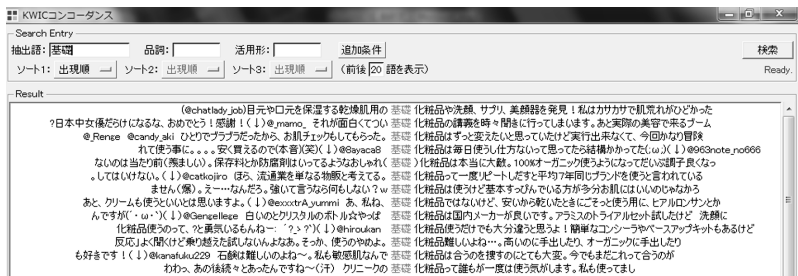 KWICコンコーダンス
Search Entry
抽出語: 基礎 品詞: 活用形: 追加条件 検索
ソート1: 出現順 ソート2: 出現順 ソート3: 出現順 (前後 20 語を表示) Ready.
Result
(@chatlady_job)目元や口元を保湿する乾燥肌用の 基礎 化粧品や洗顔、サプリ、美顔器を発見！私はカサカサで肌荒れがひどかった
?日本中女優だらけになるな、おめでとう！感謝！(↓)@_mamo_ それが面白くてつい 基礎 化粧品の講義を時々聞きに行ってしまいます。あと実際の美容で来るブーム
@_Renge @candy_aki ひとりでプラプラだったから、お肌チェックもしてもらった。 基礎 化粧品はずっと変えたいと思っていたけど実行出来なくて、今回かなり冒険
れて使う事に。。。。安く買えるので(本音)(笑)(↓)@8ayaca8 基礎 化粧品は毎日使うし仕方ないって思ってたら結構かかってた(;ω;)(↓)@963note_no666
ないのは当たり前(羨ましい)。保存料とか防腐剤はいってるようなおしゃれ( 基礎 )化粧品は本当に大敵。100%オーガニック使うようになってだいぶ調子良くなっ
。してはいけない。(↓)@catkojiro ほら、流通業を単なる物販と考えてる。 基礎 化粧品って一度リピートしだすと平均7年同じブランドを使うと言われている
ません(爆)。えー…なんだろ。強いて言うなら何もしない？w 基礎 化粧品は使うけど基本すっぴんでいる方が多分お肌にはいいのじゃなかろ
あと、クリームも使うといいとは思いますよ。(↓)@exxxtrA_yummi あ、私ね、 基礎 化粧品ではないけど、安いから乾いたときにごそっと使う用に、ヒアルロンサンとか
んですが(´・ω・`)(↓)@Gengellege 白いのとクリスタルのボトル☆やっぱ 基礎 化粧品は国内メーカーが良いです。アラミスのトライアルセット試したけど 洗顔に
化粧品使うのって、?と勇気いるもんねー: ´?ゝ?`)(↓)@hiroukan 基礎 化粧品使うだけでも大分違うと思うよ！簡単なコンシーラやベースアップキットもあるけど
反応」よく聞くけど乗り越えた試しないんよなあ。そっか、使うのやめよ。 基礎 化粧品難しいよね…。高いのに手出したり、オーガニックに手出したり
も好きです！(↓)@kanafuku229 石鹸は難しいのよね〜。私も敏感肌なんで 基礎 化粧品は合うのを捜すのにとても大変。今でもまだこれって合うのが
わわっ、あの後続々とあったんですね〜(汗) クリニークの 基礎 化粧品って誰もが一度は使う気がします。私も使ってまし